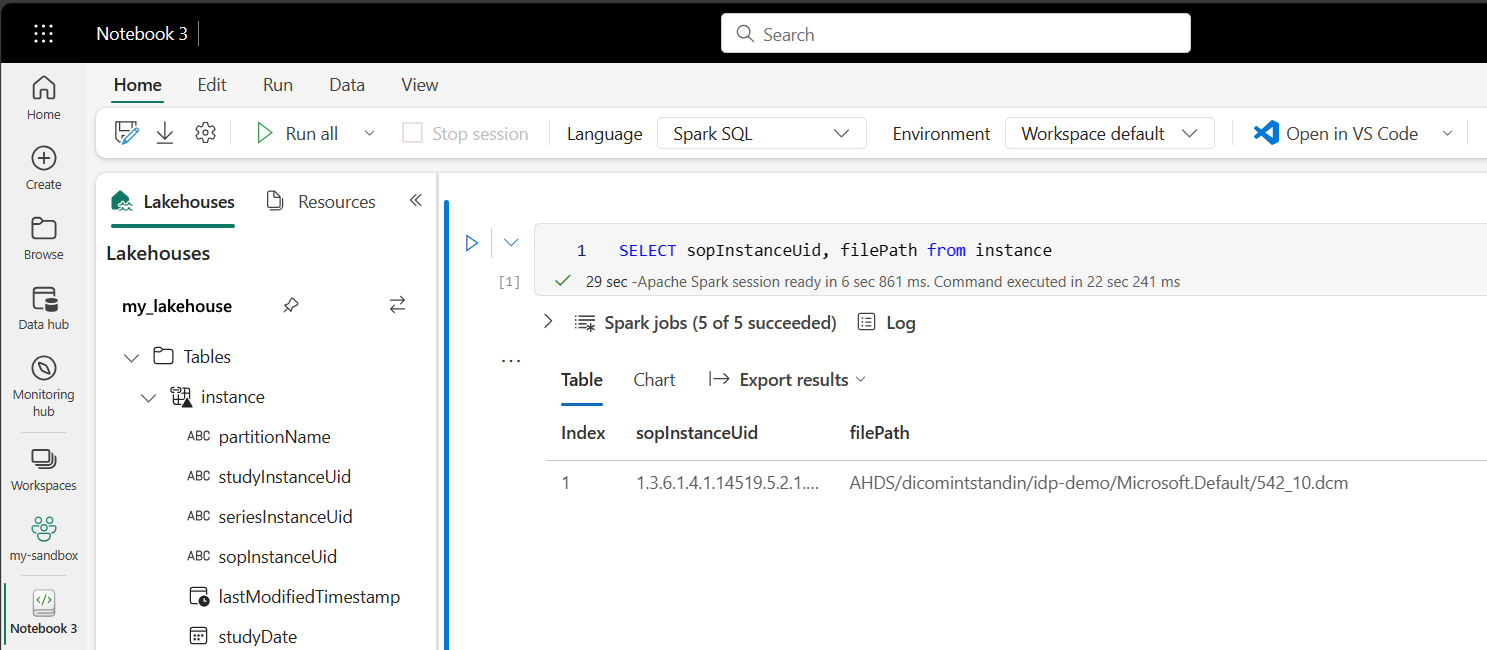 Notebook 3
Search
Home
Create
Browse
Data hub
Monitoring
hub
Workspaces
my-sandbox
Notebook 3
Home Edit Run Data View
Run all Stop session Language Spark SQL Environment Workspace default Open in VS Code
Lakehouses Resources
Lakehouses
my_lakehouse
Tables
instance
ABC partitionName
ABC studyInstanceUid
ABC seriesInstanceUid
ABC sopInstanceUid
lastModifiedTimestamp
studyDate
1 SELECT sopInstanceUid, filePath from instance
[1]
29 sec -Apache Spark session ready in 6 sec 861 ms. Command executed in 22 sec 241 ms
Spark jobs (5 of 5 succeeded) Log
...
Table Chart Export results
Index sopInstanceUid filePath
1 1.3.6.1.4.1.14519.5.2.1.... AHDS/dicomintstandin/idp-demo/Microsoft.Default/542_10.dcm